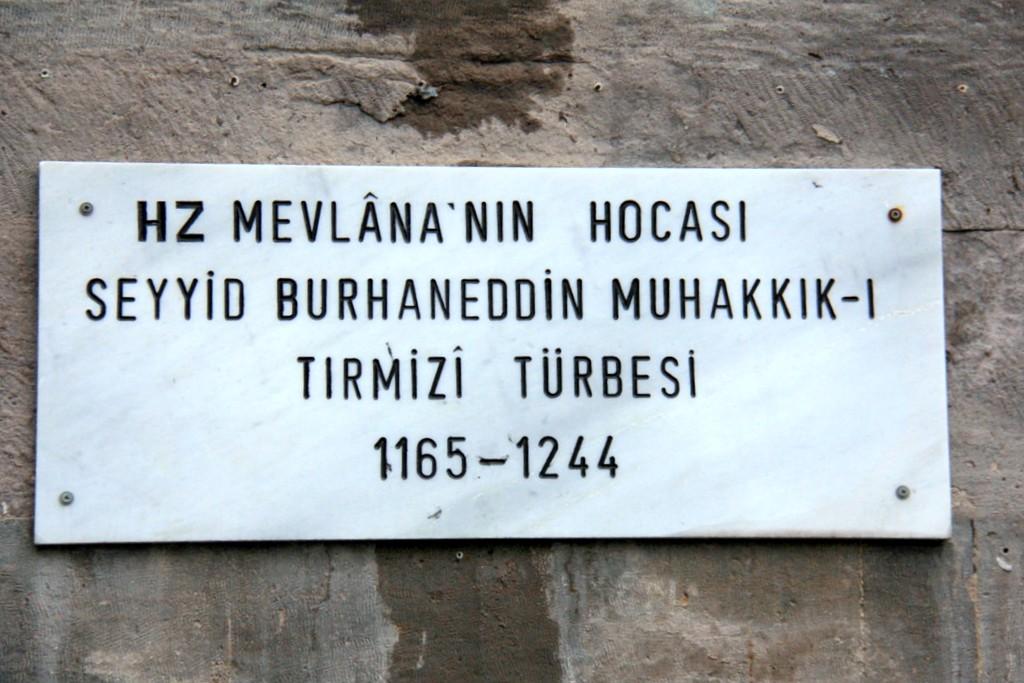 HZ MEVLÂNA'NIN HOCASI
SEYYİD BURHANEDDİN MUHAKKIK-I
TIRMİZÎ TÜRBESİ
1165-1244